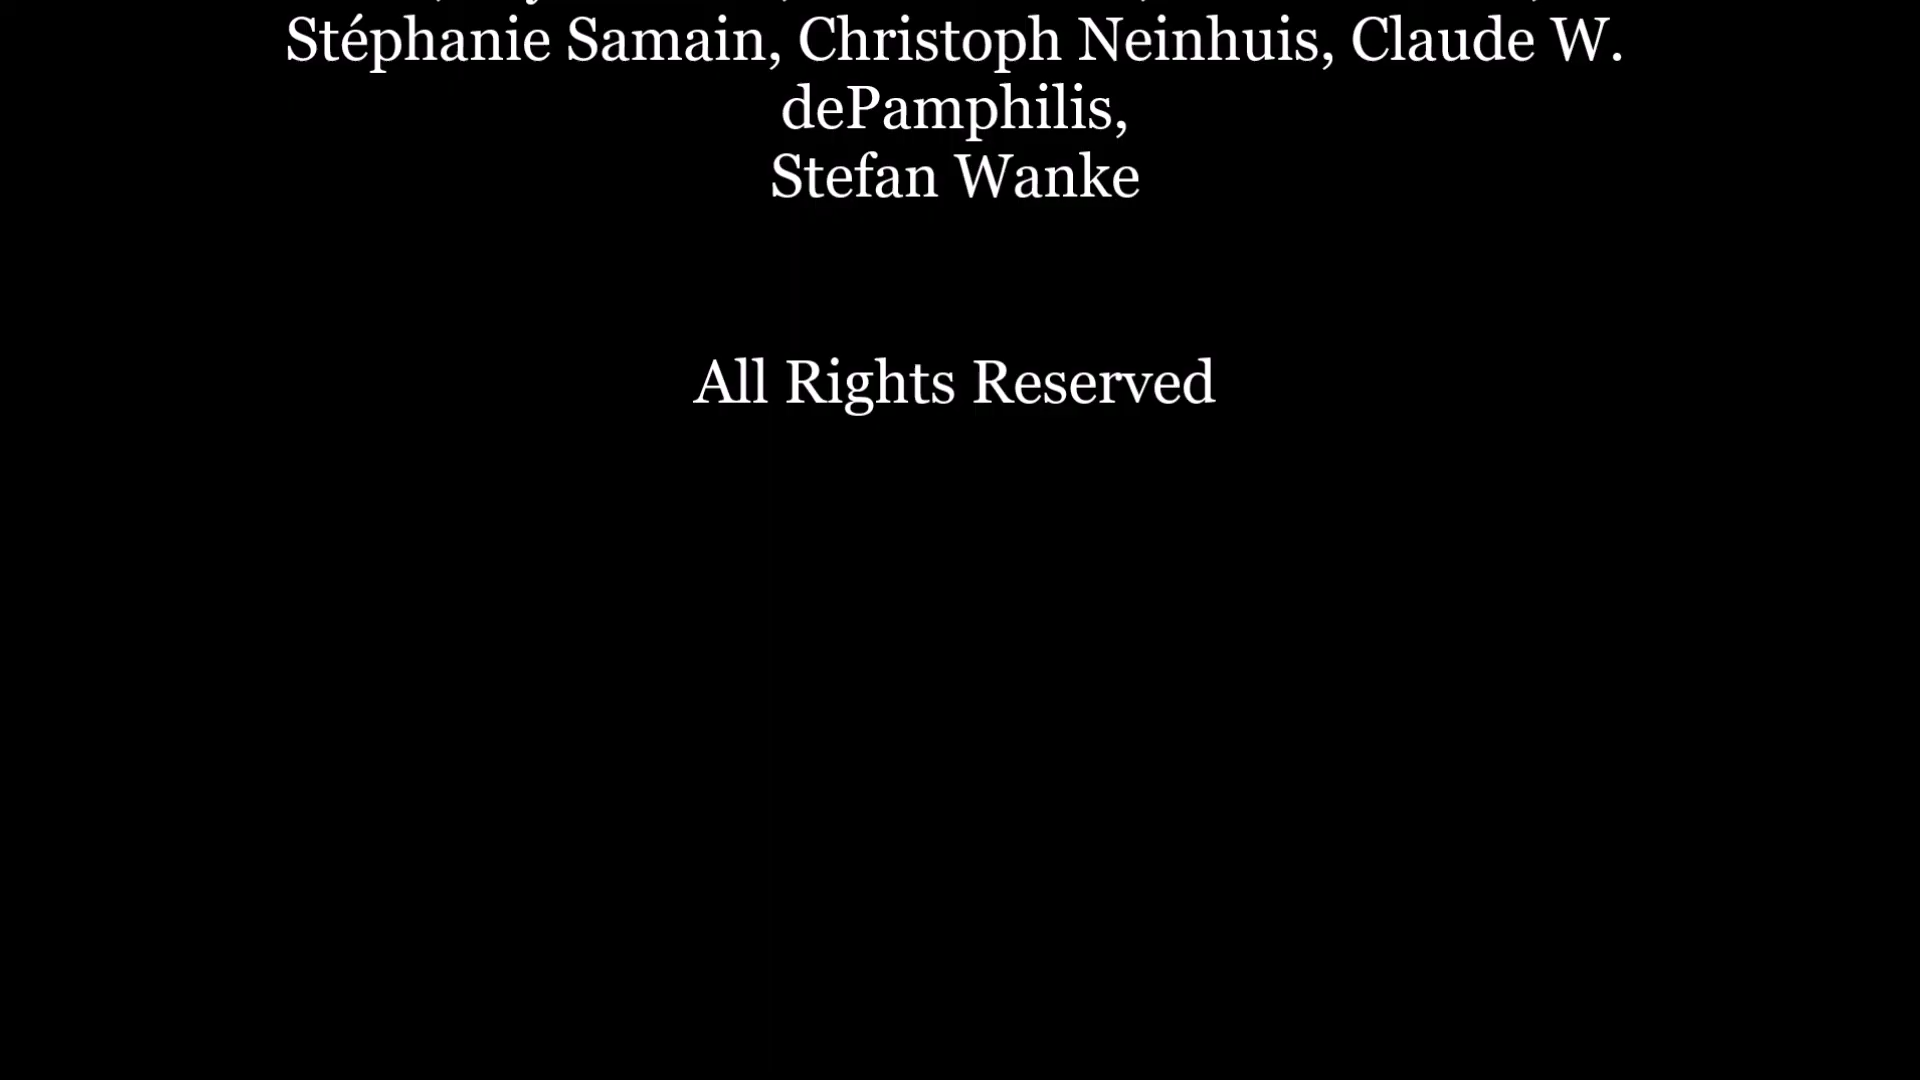 Stéphanie Samain, Christoph Neinhuis, Claude W.
dePamphilis,
Stefan Wanke
All Rights Reserved